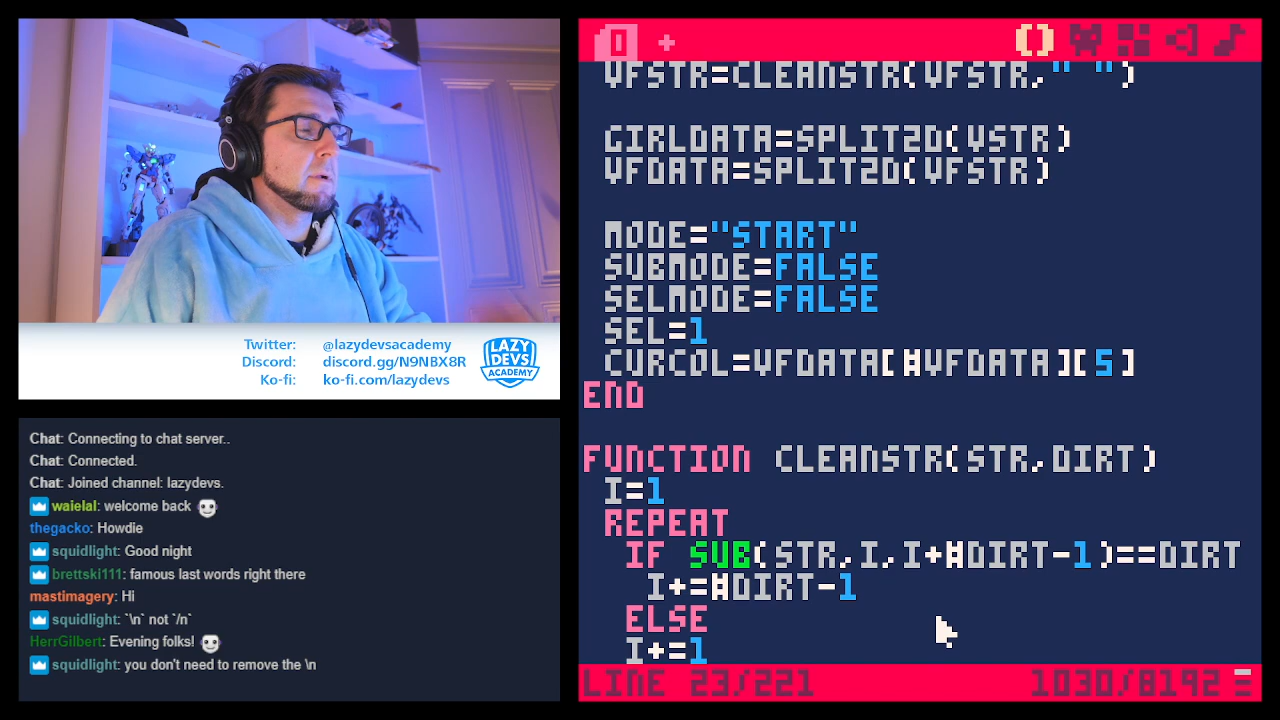 Twitter: @lazydevsacademy
Discord: discord.gg/N9NBX8R
Ko-fi: ko-fi.com/lazydevs
LAZY
DEVS
ACADEMY
Chat: Connecting to chat server..
Chat: Connected.
Chat: Joined channel: lazydevs.
waielal: welcome back
thegacko: Howdie
squidlight: Good night
brettski111: famous last words right there
mastimagery: Hi
squidlight: `\n` not `/n`
HerrGilbert: Evening folks!
squidlight: you don't need to remove the \n
0 +
VFSTR=CLEANSTR(VFSTR," ")
GIRLDATA=SPLIT2D(VSTR)
VFDATA=SPLIT2D(VFSTR)
MODE="START"
SUBMODE=FALSE
SELMODE=FALSE
SEL=1
CURCOL=VFDATA[#VFDATA][5]
END
FUNCTION CLEANSTR(STR,DIRT)
I=1
REPEAT
IF SUB(STR,I,I+#DIRT-1)==DIRT
I+=#DIRT-1
ELSE
I+=1
LINE 23/221 1030/8192